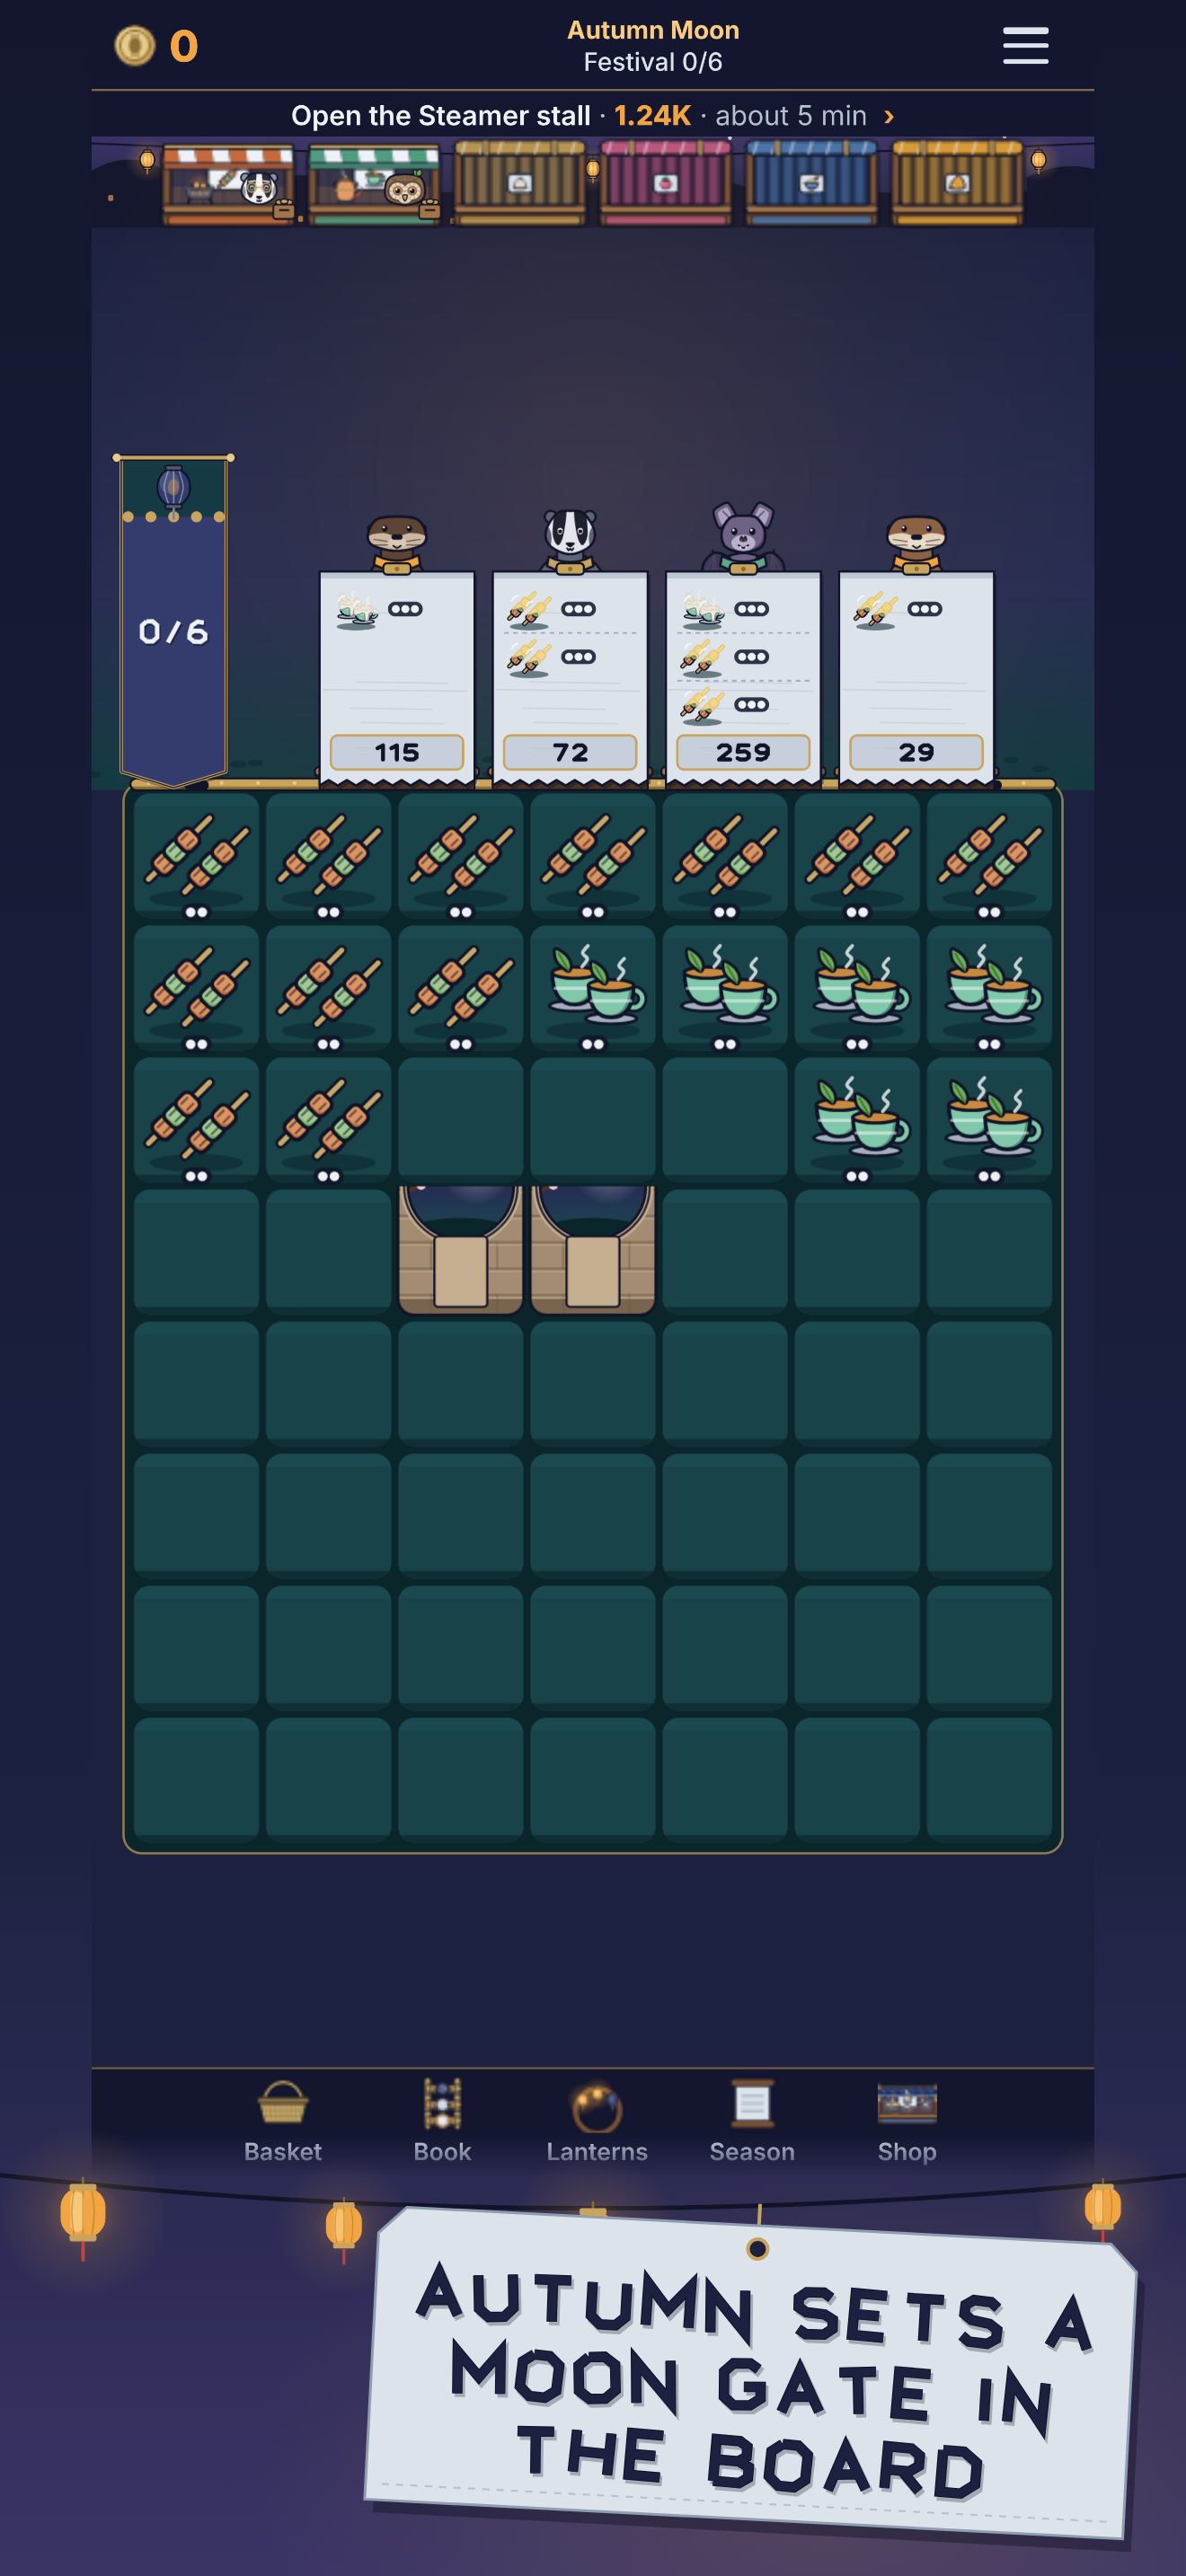 0
Autumn Moon
Festival 0/6
Open the Steamer stall · 1.24K · about 5 min ›
0/6
115
72
259
29
Basket
Book
Lanterns
Season
Shop
AUTUMN SETS A
MOON GATE IN
THE BOARD